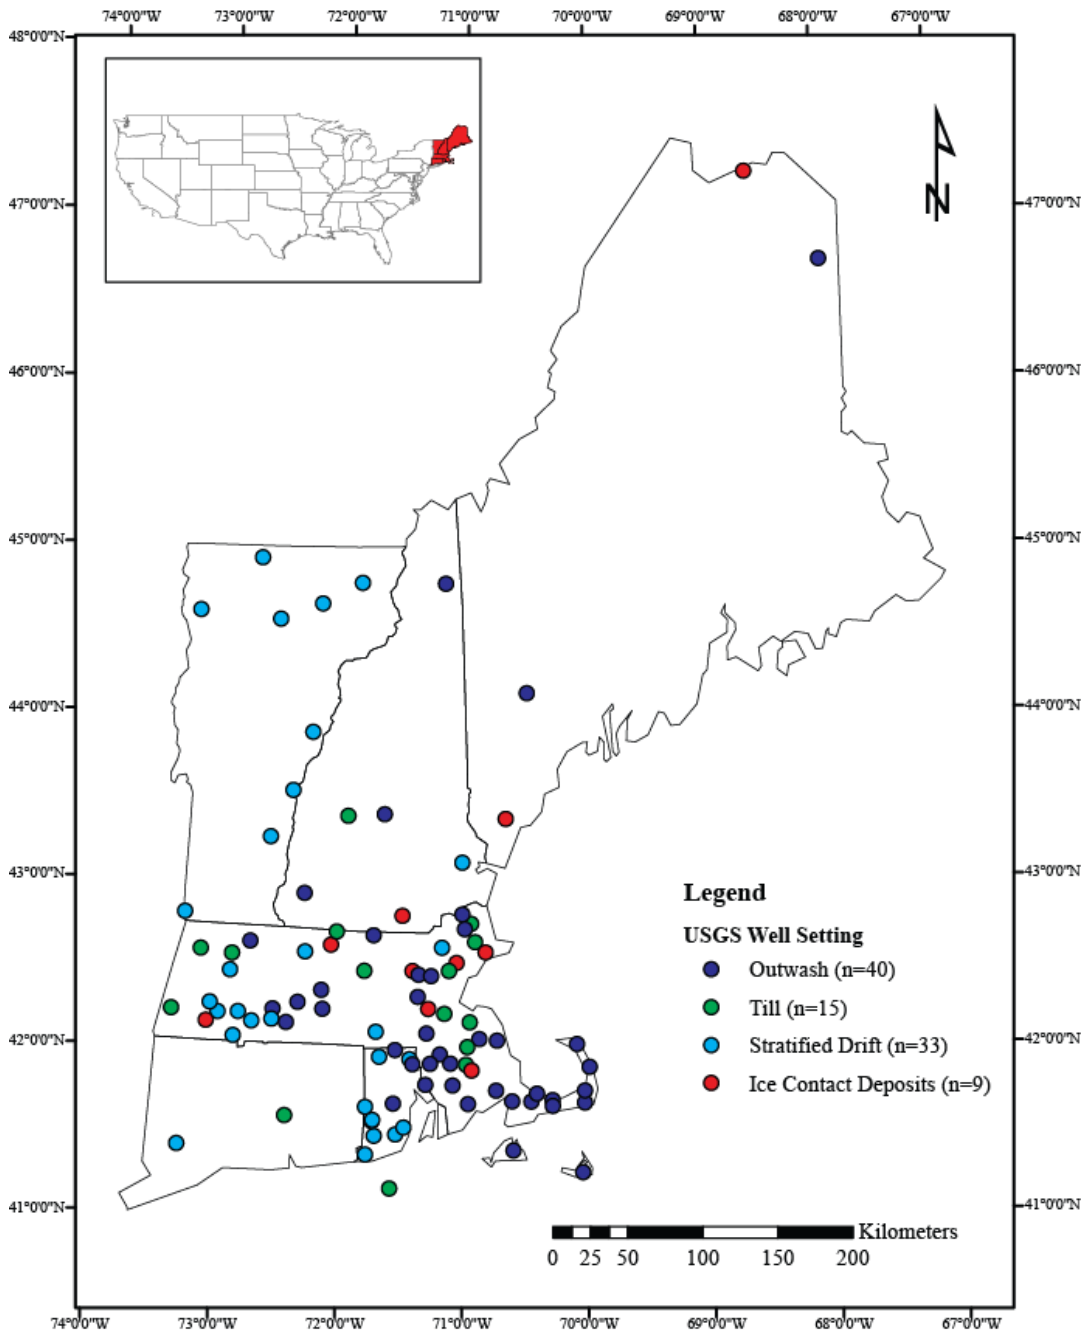 74°0'0"W 73°0'0"W 72°0'0"W 71°0'0"W 70°0'0"W 69°0'0"W 68°0'0"W 67°0'0"W
48°0'0"N
N
47°0'0"N 47°0'0"N
46°0'0"N 46°0'0"N
45°0'0"N 45°0'0"N
44°0'0"N 44°0'0"N
43°0'0"N 43°0'0"N
Legend
USGS Well Setting
Outwash (n=40)
Till (n=15)
Stratified Drift (n=33)
Ice Contact Deposits (n=9)
42°0'0"N 42°0'0"N
41°0'0"N 41°0'0"N
Kilometers
0 25 50 100 150 200
74°0'0"W 73°0'0"W 72°0'0"W 71°0'0"W 70°0'0"W 69°0'0"W 68°0'0"W 67°0'0"W